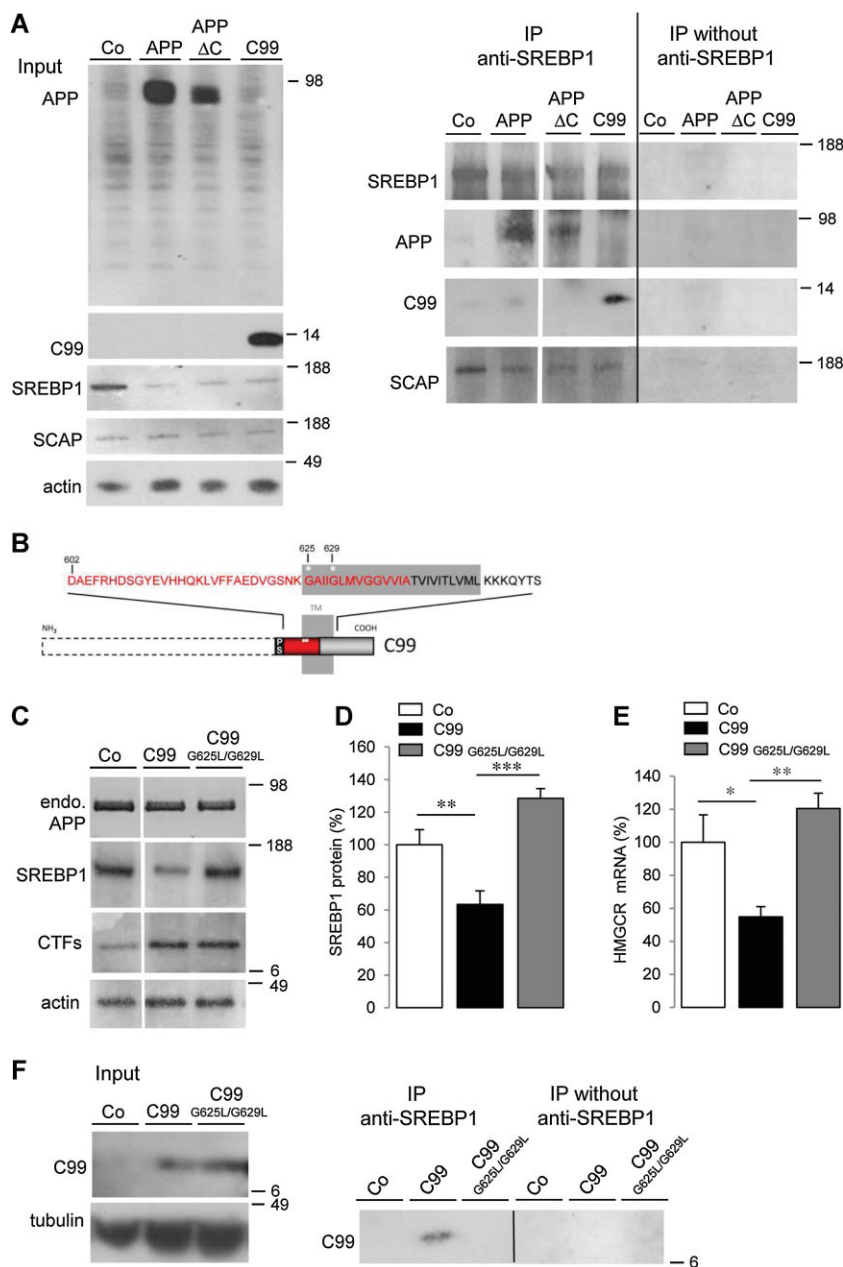 A
Input
Co APP APP ΔC C99
APP
98
C99
14
SREBP1
188
SCAP
188
actin
49
IP anti-SREBP1
IP without anti-SREBP1
Co APP APP ΔC C99 Co APP APP ΔC C99
SREBP1
188
APP
98
C99
14
SCAP
188
B
602 625 629
* *
DAEFRHDSGYEVHHQKLVFFAEDVGSNKGAIIGLMVGGVVIATVIVITLVMLKKKQYTS
TM
NH2 COOH
PS
C99
C
Co C99 C99 G625L/G629L
endo. APP
98
SREBP1
188
CTFs
6
actin
49
D
Co
C99
C99 G625L/G629L
SREBP1 protein (%)
160
140
120
100
80
60
40
20
0
** ***
E
Co
C99
C99 G625L/G629L
HMGCR mRNA (%)
140
120
100
80
60
40
20
0
* **
F
Input
Co C99 C99 G625L/G629L
C99
6
tubulin
49
IP anti-SREBP1
IP without anti-SREBP1
Co C99 C99 G625L/G629L Co C99 C99 G625L/G629L
C99
6